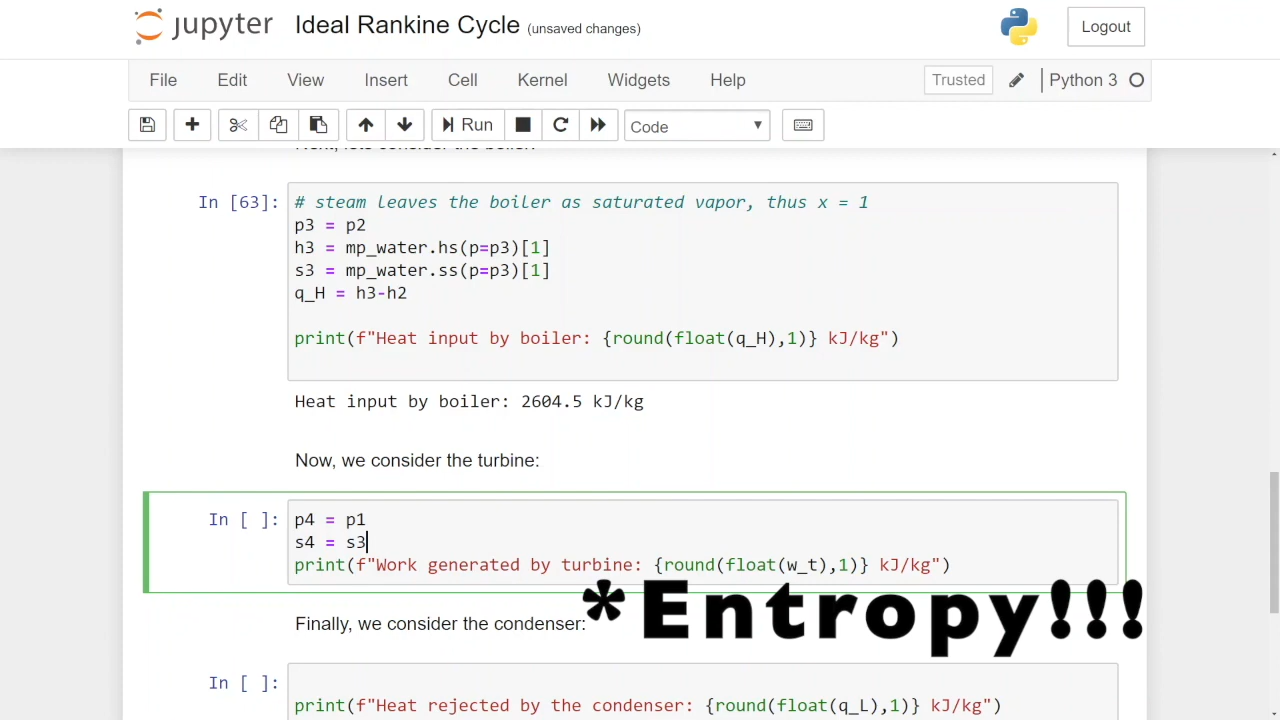 jupyter Ideal Rankine Cycle (unsaved changes) Logout
File Edit View Insert Cell Kernel Widgets Help Trusted Python 3
Run Code
Next, lets consider the boiler:
In [63]: # steam leaves the boiler as saturated vapor, thus x = 1
p3 = p2
h3 = mp_water.hs(p=p3)[1]
s3 = mp_water.ss(p=p3)[1]
q_H = h3-h2
print(f"Heat input by boiler: {round(float(q_H),1)} kJ/kg")
Heat input by boiler: 2604.5 kJ/kg
Now, we consider the turbine:
In [ ]: p4 = p1
s4 = s3
print(f"Work generated by turbine: {round(float(w_t),1)} kJ/kg")
*Entropy!!!
Finally, we consider the condenser:
In [ ]:
print(f"Heat rejected by the condenser: {round(float(q_L),1)} kJ/kg")